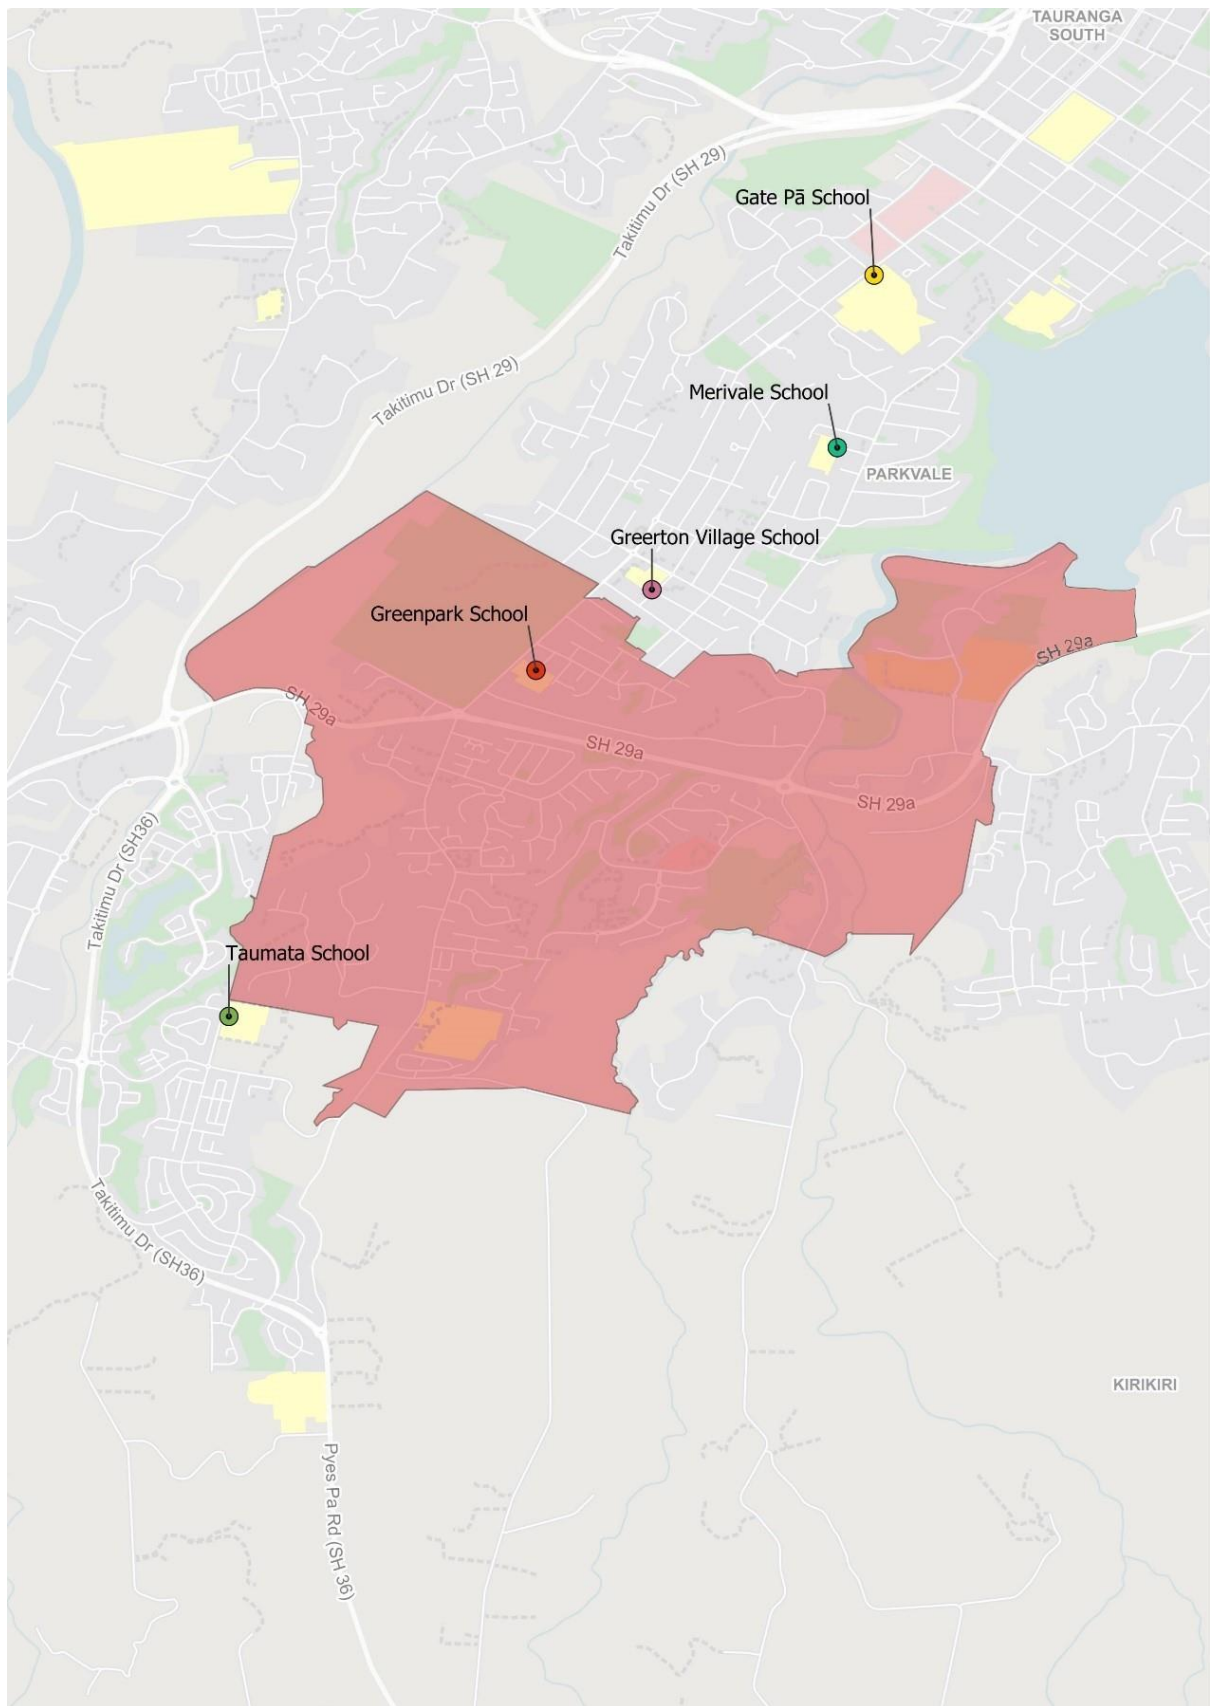 TAURANGA
SOUTH
Takitimu Dr (SH 29)
Gate Pā School
Takitimu Dr (SH 29)
Merivale School
PARKVALE
Greerton Village School
Greenpark School
SH 29a
SH 29a
SH 29a
SH 29a
Takitimu Dr (SH36)
Taumata School
Takitimu Dr (SH36)
KIRIKIRI
Pyes Pa Rd (SH 36)